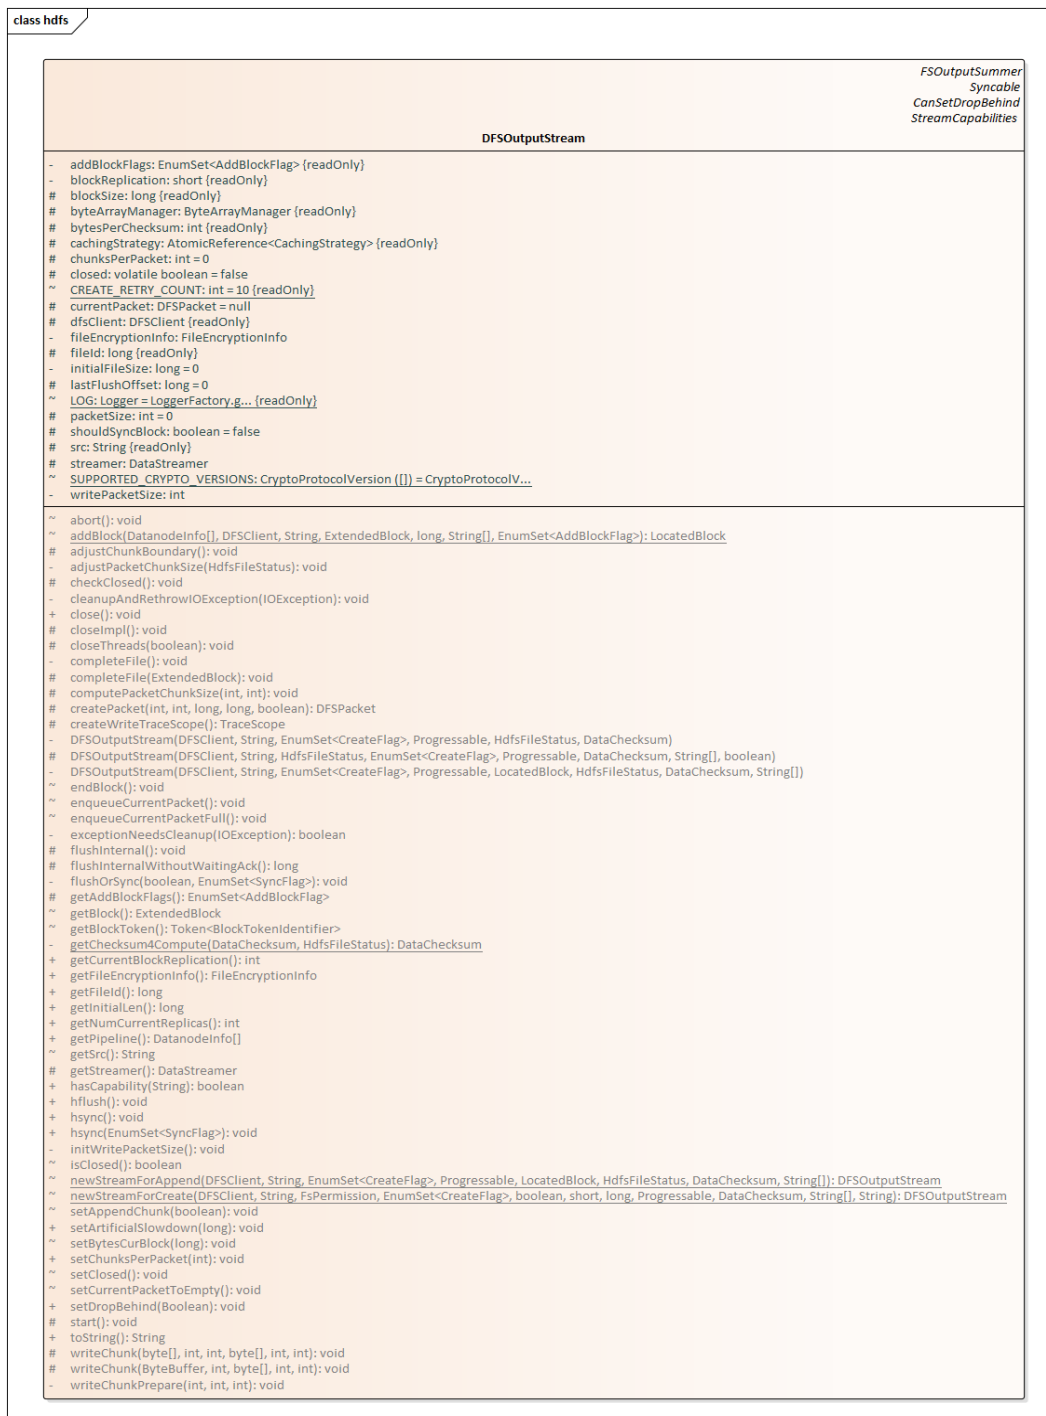 class hdfs
FSOutputSummer
Syncable
CanSetDropBehind
StreamCapabilities
DFSOutputStream
- addBlockFlags: EnumSet<AddBlockFlag> {readOnly}
- blockReplication: short {readOnly}
# blockSize: long {readOnly}
# byteArrayManager: ByteArrayManager {readOnly}
# bytesPerChecksum: int {readOnly}
# cachingStrategy: AtomicReference<CachingStrategy> {readOnly}
# chunksPerPacket: int = 0
# closed: volatile boolean = false
~ CREATE_RETRY_COUNT: int = 10 {readOnly}
# currentPacket: DFSPacket = null
# dfsClient: DFSClient {readOnly}
- fileEncryptionInfo: FileEncryptionInfo
# fileId: long {readOnly}
- initialFileSize: long = 0
# lastFlushOffset: long = 0
~ LOG: Logger = LoggerFactory.g... {readOnly}
# packetSize: int = 0
# shouldSyncBlock: boolean = false
# src: String {readOnly}
# streamer: DataStreamer
~ SUPPORTED_CRYPTO_VERSIONS: CryptoProtocolVersion ([]) = CryptoProtocolV...
- writePacketSize: int
~ abort(): void
~ addBlock(DatanodeInfo[], DFSClient, String, ExtendedBlock, long, String[], EnumSet<AddBlockFlag>): LocatedBlock
# adjustChunkBoundary(): void
- adjustPacketChunkSize(HdfsFileStatus): void
# checkClosed(): void
- cleanupAndRethrowIOException(IOException): void
+ close(): void
# closeImpl(): void
# closeThreads(boolean): void
- completeFile(): void
# completeFile(ExtendedBlock): void
# computePacketChunkSize(int, int): void
# createPacket(int, int, long, long, boolean): DFSPacket
# createWriteTraceScope(): TraceScope
- DFSOutputStream(DFSClient, String, EnumSet<CreateFlag>, Progressable, HdfsFileStatus, DataChecksum)
# DFSOutputStream(DFSClient, String, HdfsFileStatus, EnumSet<CreateFlag>, Progressable, DataChecksum, String[], boolean)
- DFSOutputStream(DFSClient, String, EnumSet<CreateFlag>, Progressable, LocatedBlock, HdfsFileStatus, DataChecksum, String[])
~ endBlock(): void
~ enqueueCurrentPacket(): void
~ enqueueCurrentPacketFull(): void
- exceptionNeedsCleanup(IOException): boolean
# flushInternal(): void
# flushInternalWithoutWaitingAck(): long
- flushOrSync(boolean, EnumSet<SyncFlag>): void
# getAddBlockFlags(): EnumSet<AddBlockFlag>
~ getBlock(): ExtendedBlock
~ getBlockToken(): Token<BlockTokenIdentifier>
- getChecksum4Compute(DataChecksum, HdfsFileStatus): DataChecksum
+ getCurrentBlockReplication(): int
+ getFileEncryptionInfo(): FileEncryptionInfo
+ getFileId(): long
+ getInitialLen(): long
+ getNumCurrentReplicas(): int
+ getPipeline(): DatanodeInfo[]
~ getSrc(): String
# getStreamer(): DataStreamer
+ hasCapability(String): boolean
+ hflush(): void
+ hsync(): void
+ hsync(EnumSet<SyncFlag>): void
- initWritePacketSize(): void
~ isClosed(): boolean
~ newStreamForAppend(DFSClient, String, EnumSet<CreateFlag>, Progressable, LocatedBlock, HdfsFileStatus, DataChecksum, String[]): DFSOutputStream
~ newStreamForCreate(DFSClient, String, FsPermission, EnumSet<CreateFlag>, boolean, short, long, Progressable, DataChecksum, String[], String): DFSOutputStream
~ setAppendChunk(boolean): void
+ setArtificialSlowdown(long): void
~ setBytesCurBlock(long): void
+ setChunksPerPacket(int): void
~ setClosed(): void
~ setCurrentPacketToEmpty(): void
+ setDropBehind(Boolean): void
# start(): void
+ toString(): String
# writeChunk(byte[], int, int, byte[], int, int): void
# writeChunk(ByteBuffer, int, byte[], int, int): void
- writeChunkPrepare(int, int, int): void